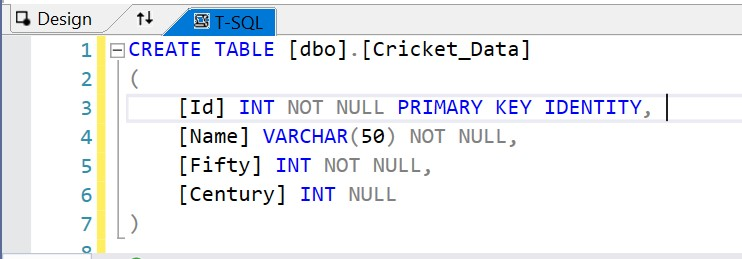 Design T-SQL
1 CREATE TABLE [dbo].[Cricket_Data]
2 (
3 [Id] INT NOT NULL PRIMARY KEY IDENTITY,
4 [Name] VARCHAR(50) NOT NULL,
5 [Fifty] INT NOT NULL,
6 [Century] INT NULL
7 )
8